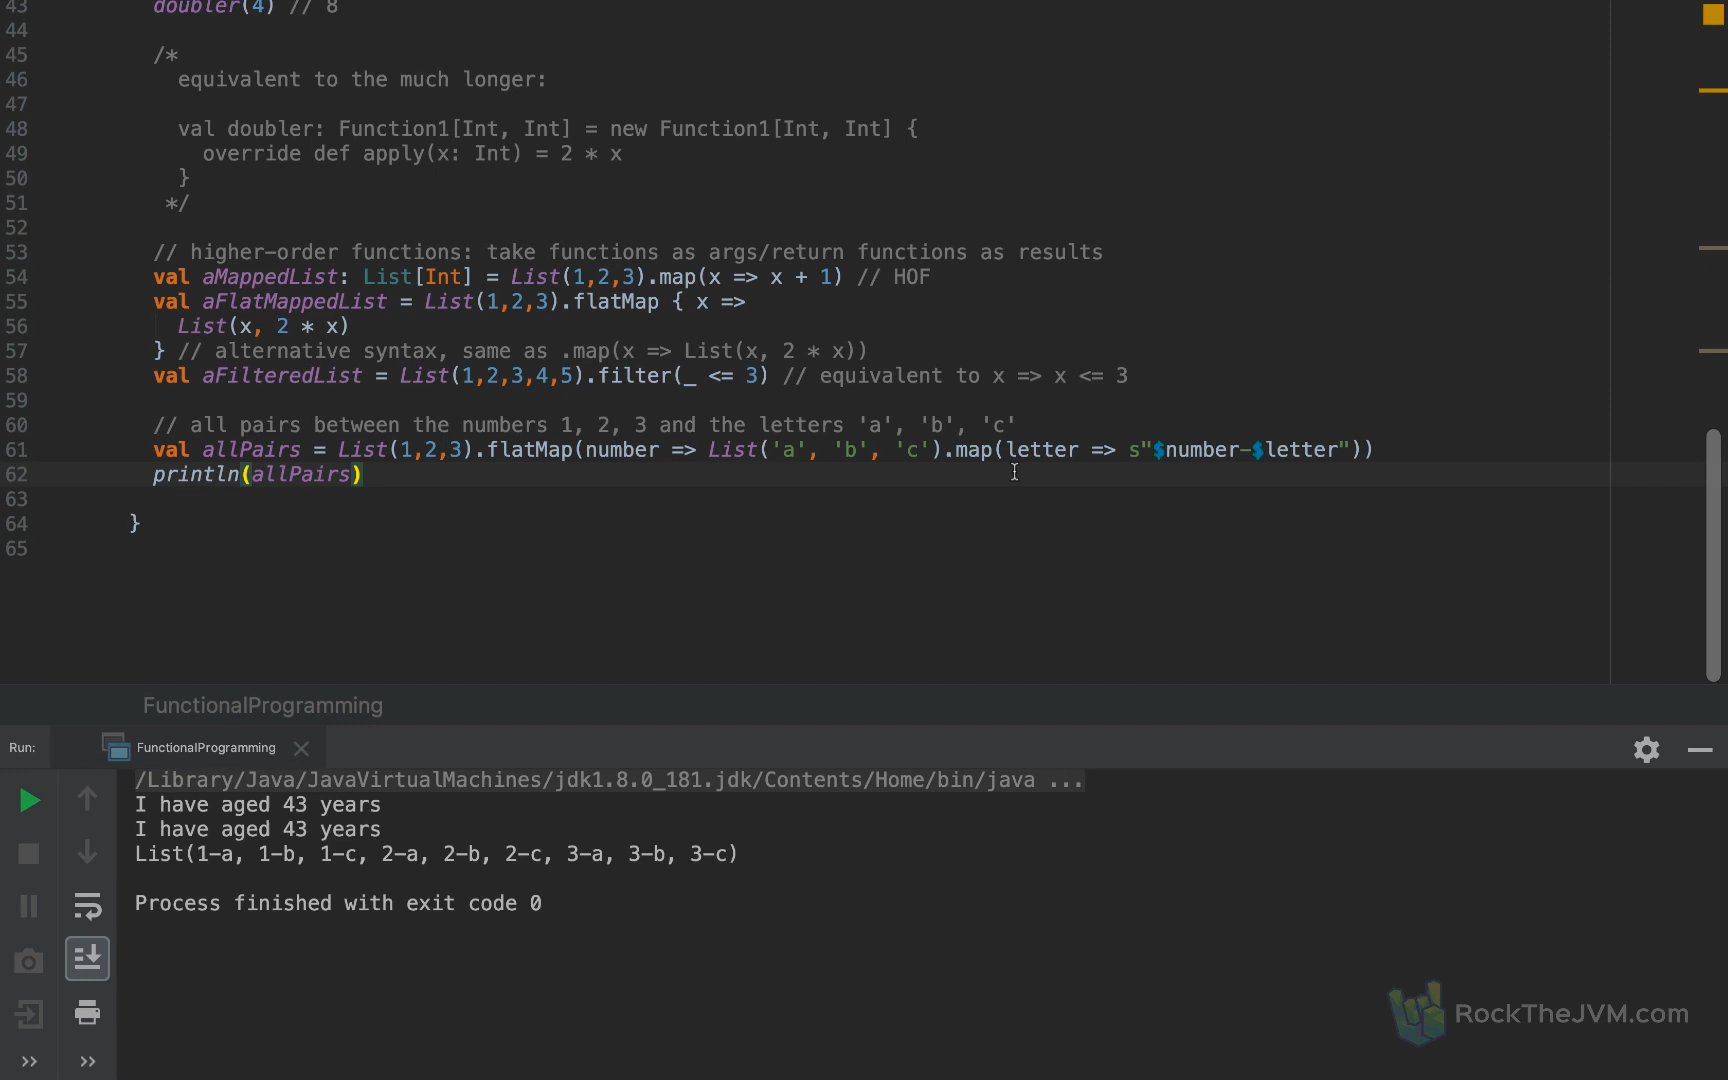 43 doubler(4) // 8
44
45 /*
46 equivalent to the much longer:
47
48 val doubler: Function1[Int, Int] = new Function1[Int, Int] {
49 override def apply(x: Int) = 2 * x
50 }
51 */
52
53 // higher-order functions: take functions as args/return functions as results
54 val aMappedList: List[Int] = List(1,2,3).map(x => x + 1) // HOF
55 val aFlatMappedList = List(1,2,3).flatMap { x =>
56 List(x, 2 * x)
57 } // alternative syntax, same as .map(x => List(x, 2 * x))
58 val aFilteredList = List(1,2,3,4,5).filter(_ <= 3) // equivalent to x => x <= 3
59
60 // all pairs between the numbers 1, 2, 3 and the letters 'a', 'b', 'c'
61 val allPairs = List(1,2,3).flatMap(number => List('a', 'b', 'c').map(letter => s"$number-$letter"))
62 println(allPairs)
63
64 }
65
FunctionalProgramming
Run: FunctionalProgramming
/Library/Java/JavaVirtualMachines/jdk1.8.0_181.jdk/Contents/Home/bin/java ...
I have aged 43 years
I have aged 43 years
List(1-a, 1-b, 1-c, 2-a, 2-b, 2-c, 3-a, 3-b, 3-c)
Process finished with exit code 0
RockTheJVM.com